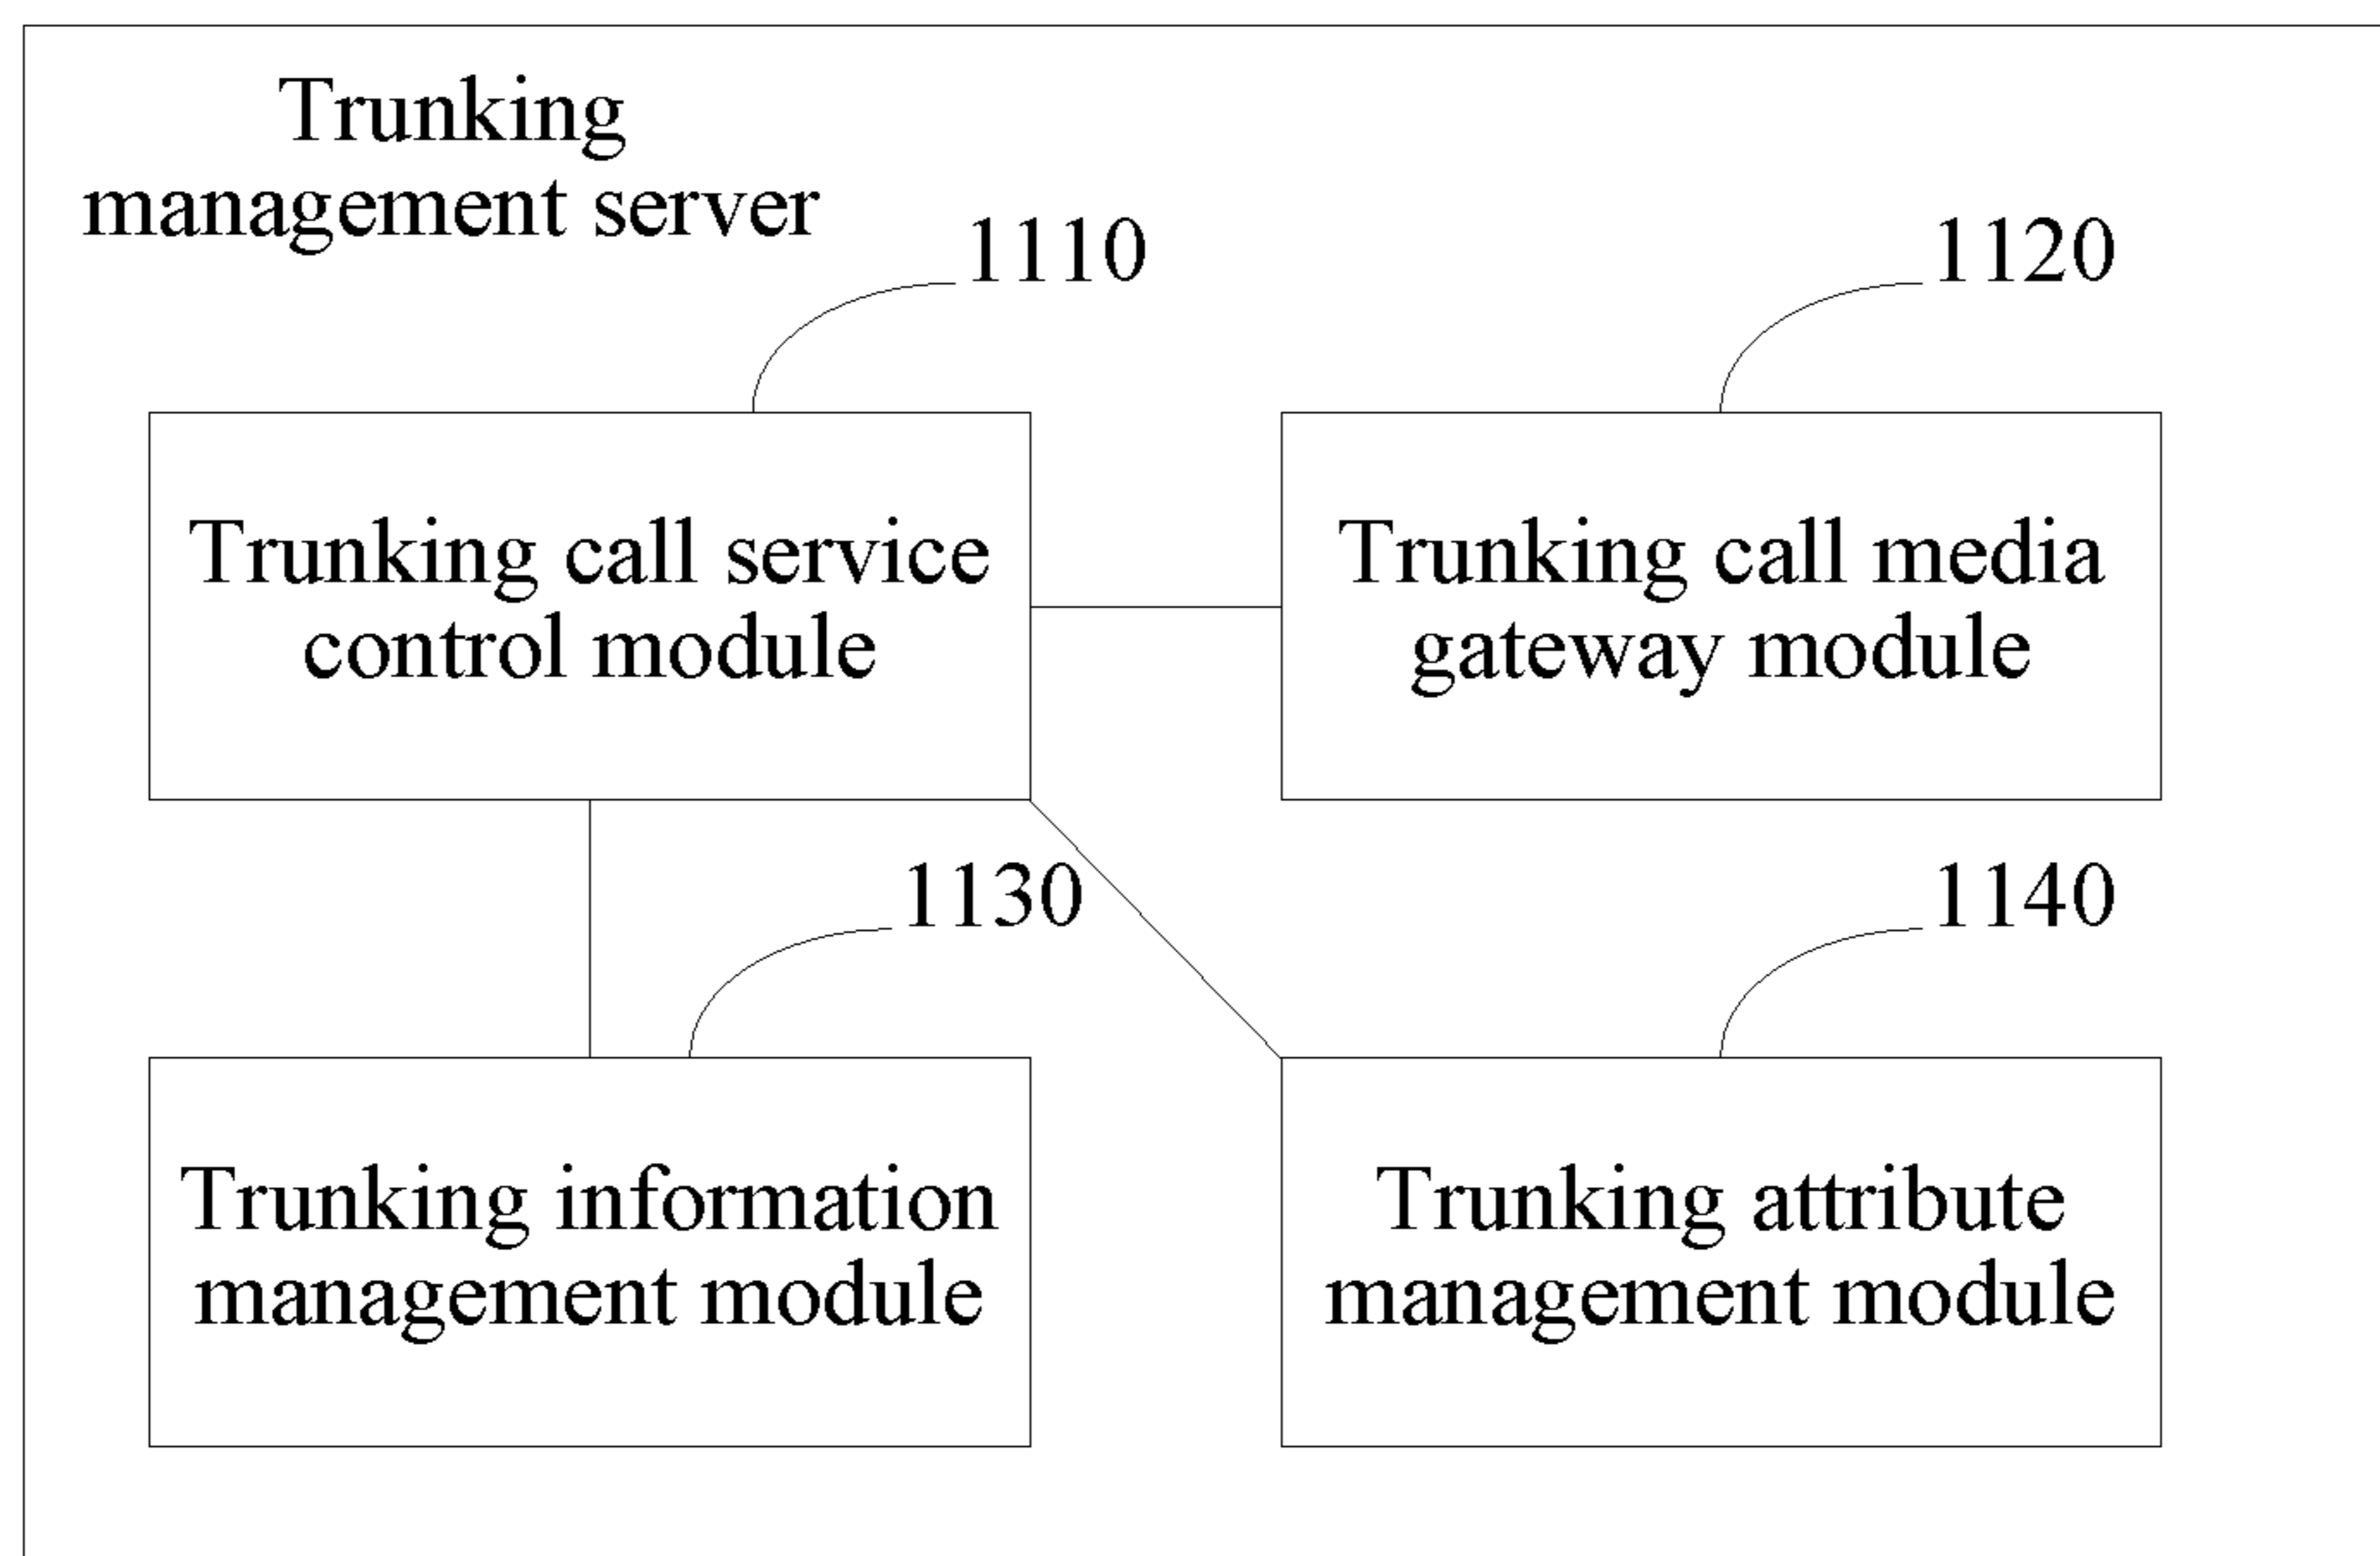 Trunking
management server
1110
1120
Trunking call service
control module
Trunking call media
gateway module
1130
1140
Trunking information
management module
Trunking attribute
management module